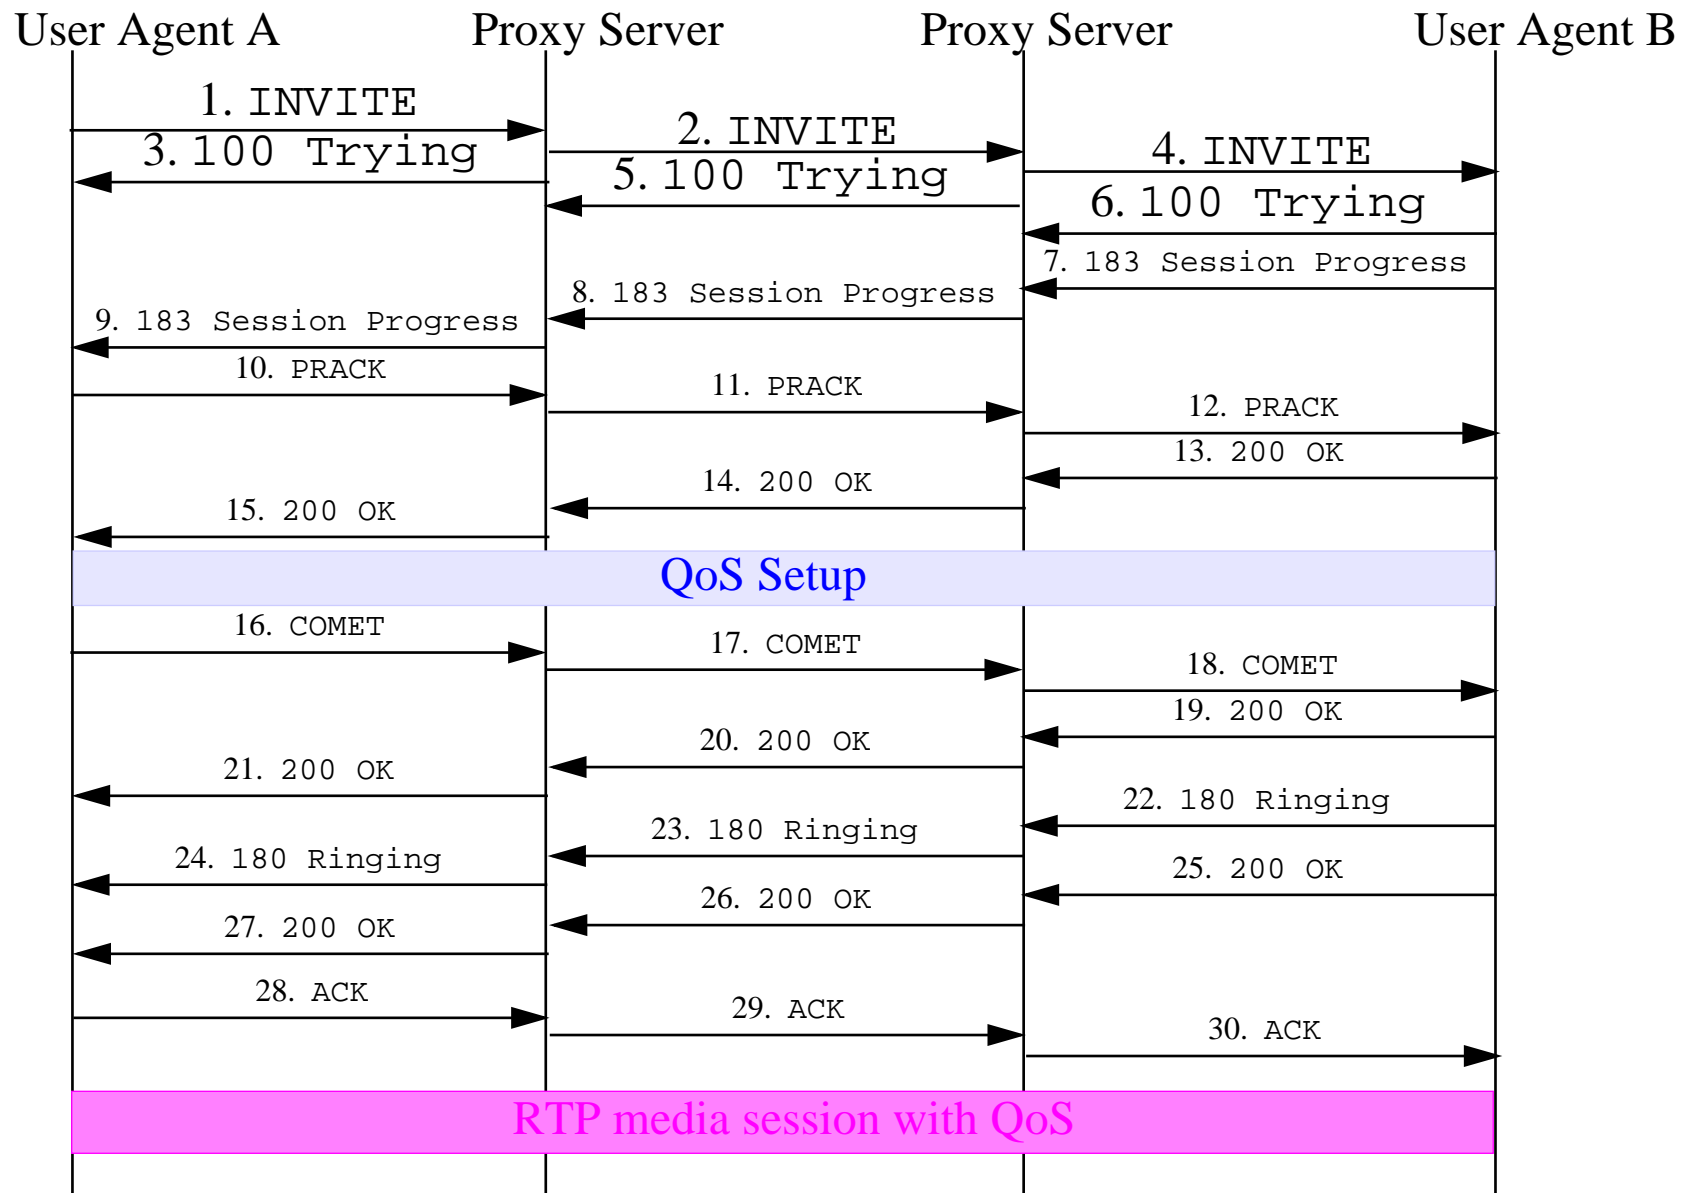 User Agent A
Proxy Server
Proxy Server
User Agent B
1. INVITE
2. INVITE
3. 100 Trying
4. INVITE
5. 100 Trying
6. 100 Trying
7. 183 Session Progress
8. 183 Session Progress
9. 183 Session Progress
10. PRACK
11. PRACK
12. PRACK
13. 200 OK
14. 200 OK
15. 200 OK
QoS Setup
16. COMET
17. COMET
18. COMET
19. 200 OK
20. 200 OK
21. 200 OK
22. 180 Ringing
23. 180 Ringing
24. 180 Ringing
25. 200 OK
26. 200 OK
27. 200 OK
28. ACK
29. ACK
30. ACK
RTP media session with QoS